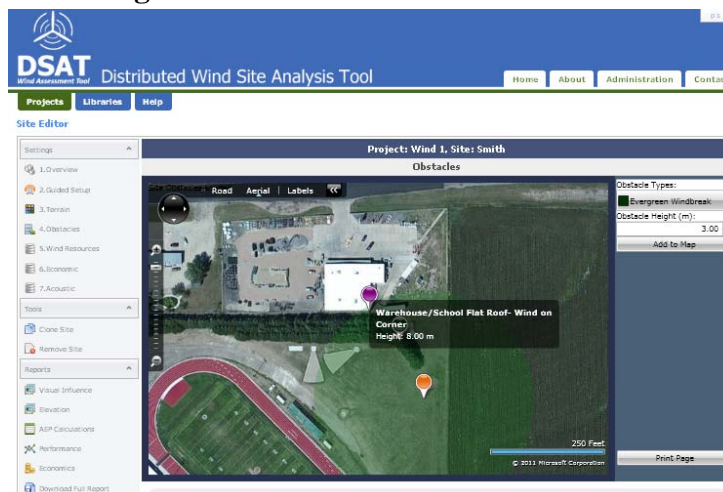 DSAT
Wind Assessment Tool
Distributed Wind Site Analysis Tool
Home About Administration
Projects Libraries Help
Site Editor
Settings
Project: Wind 1, Site: Smith
Obstacles
1.Overview
2.Guided Setup
3.Terrain
4.Obstacles
5.Wind Resources
6.Economic
7.Acoustic
Tools
Clone Site
Remove Site
Reports
Visual Influence
Elevation
AEP Calculations
Performance
Economics
Download Full Report
Road Aerial Labels
Warehouse/School Flat Roof- Wind on
Corner
Height: 8.00 m
250 Feet
© 2011 Microsoft Corporation
Obstacle Types:
Evergreen Windbreak
Obstacle Height (m):
3.00
Add to Map
Print Page